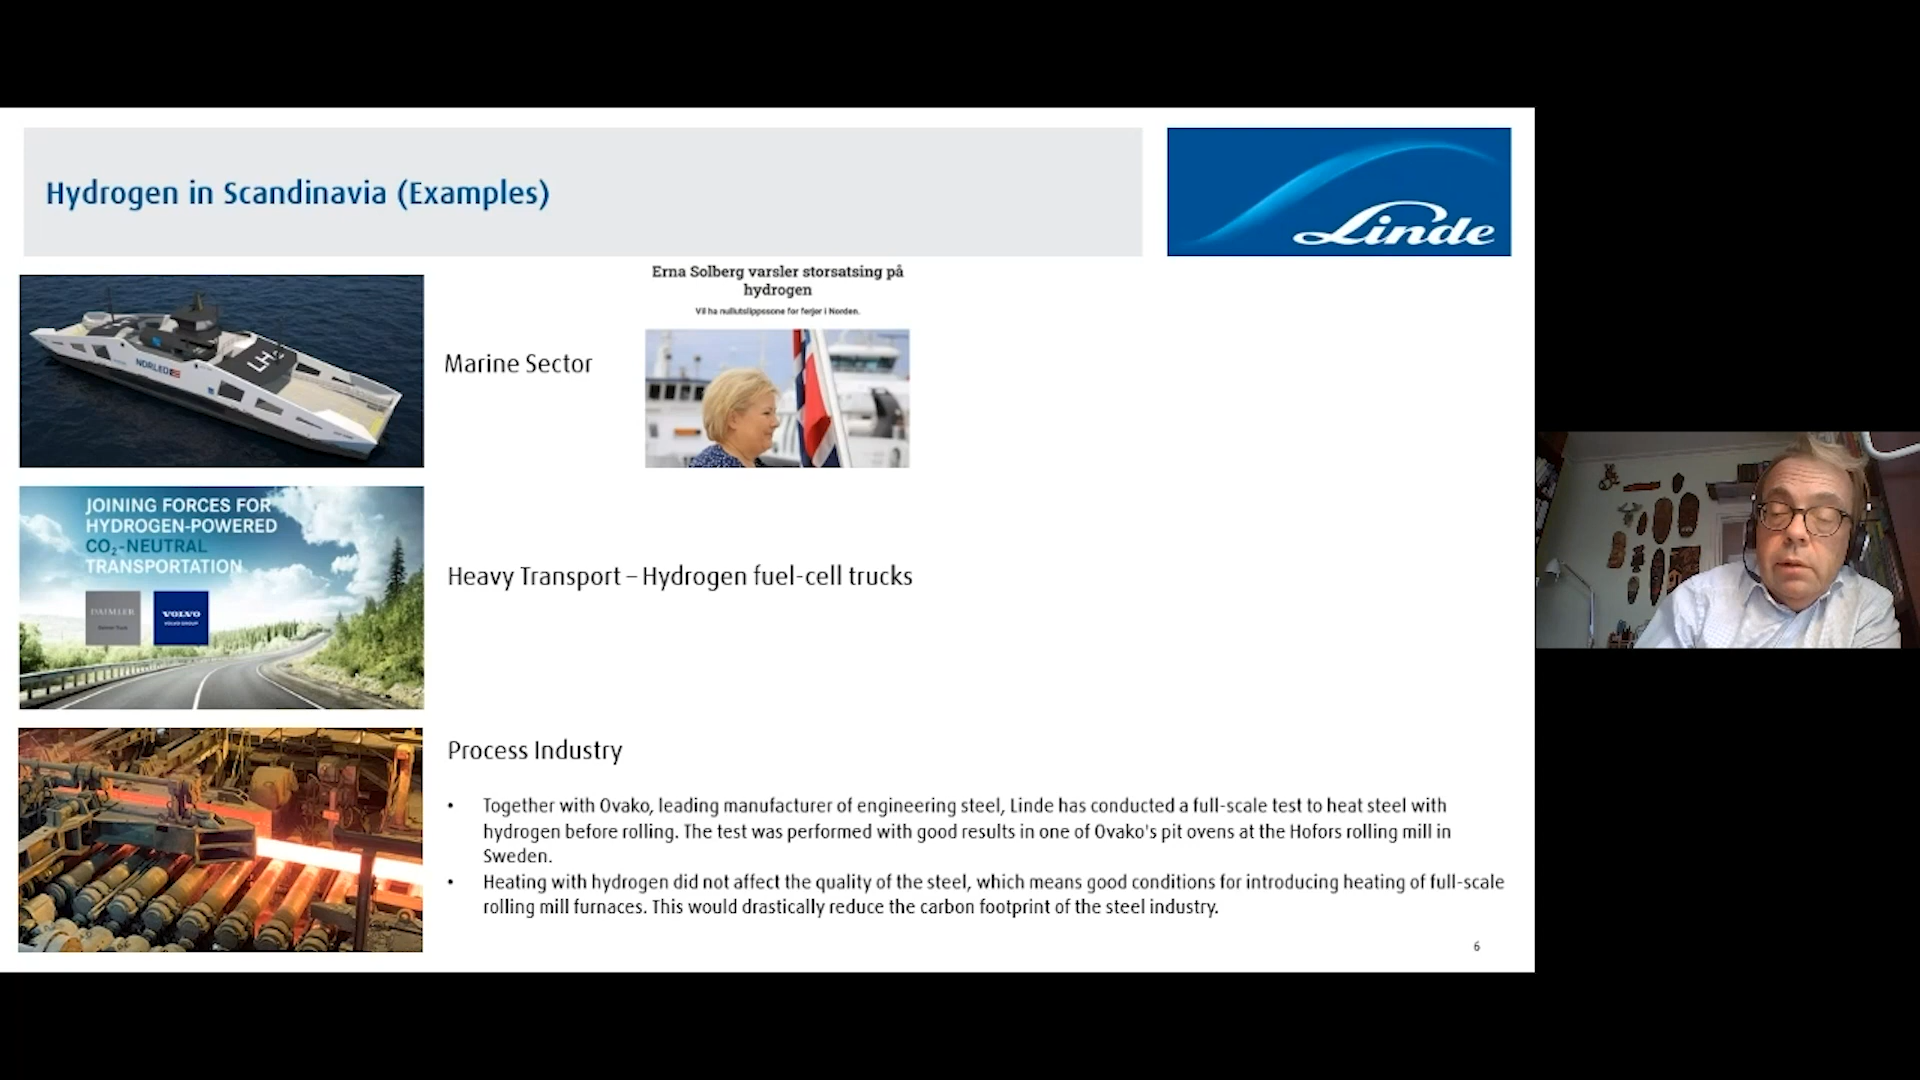 Hydrogen in Scandinavia (Examples)
Linde
Erna Solberg varsler storsatsing på
hydrogen
Vil ha nullutslippssone for ferjer i Norden.
NORLED
LH2
Marine Sector
JOINING FORCES FOR
HYDROGEN-POWERED
CO₂-NEUTRAL
TRANSPORTATION
DAIMLER
Daimler Truck
VOLVO
VOLVO GROUP
Heavy Transport – Hydrogen fuel-cell trucks
Process Industry
• Together with Ovako, leading manufacturer of engineering steel, Linde has conducted a full-scale test to heat steel with
hydrogen before rolling. The test was performed with good results in one of Ovako's pit ovens at the Hofors rolling mill in
Sweden.
• Heating with hydrogen did not affect the quality of the steel, which means good conditions for introducing heating of full-scale
rolling mill furnaces. This would drastically reduce the carbon footprint of the steel industry.
6